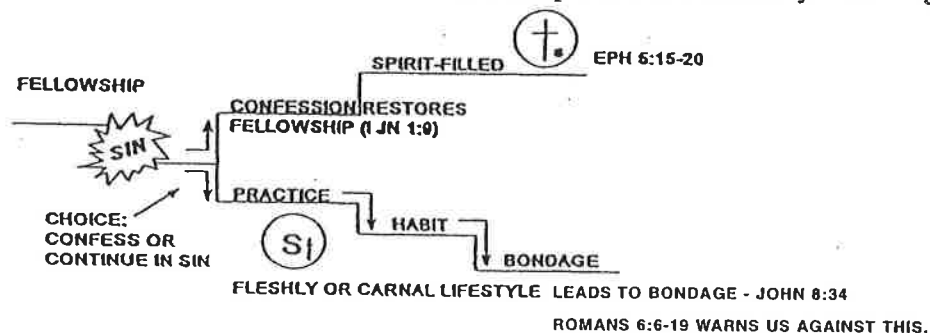 SPIRIT-FILLED
EPH 5:15-20
FELLOWSHIP
CONFESSION RESTORES
FELLOWSHIP (I JN 1:9)
SIN
PRACTICE
CHOICE:
CONFESS OR
CONTINUE IN SIN
S
HABIT
BONDAGE
FLESHLY OR CARNAL LIFESTYLE LEADS TO BONDAGE - JOHN 8:34
ROMANS 6:6-19 WARNS US AGAINST THIS.